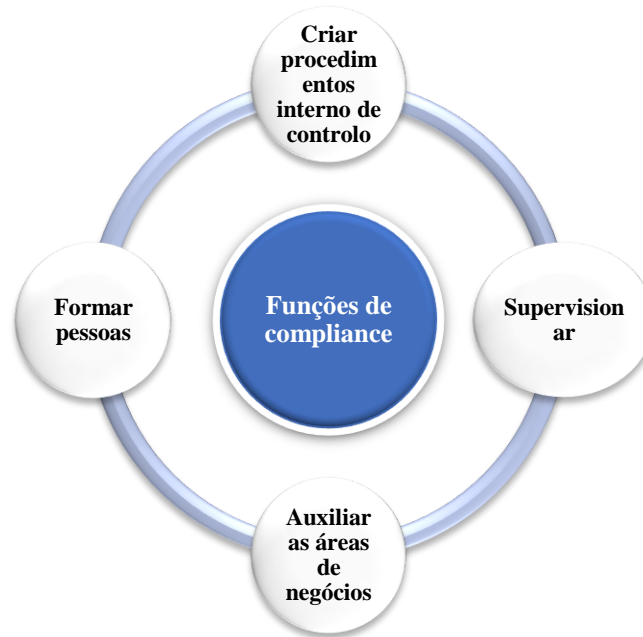 Criar
procedim
entos
interno de
controlo
Formar
pessoas
Funções de
compliance
Supervision
ar
Auxiliar
as áreas
de
negócios